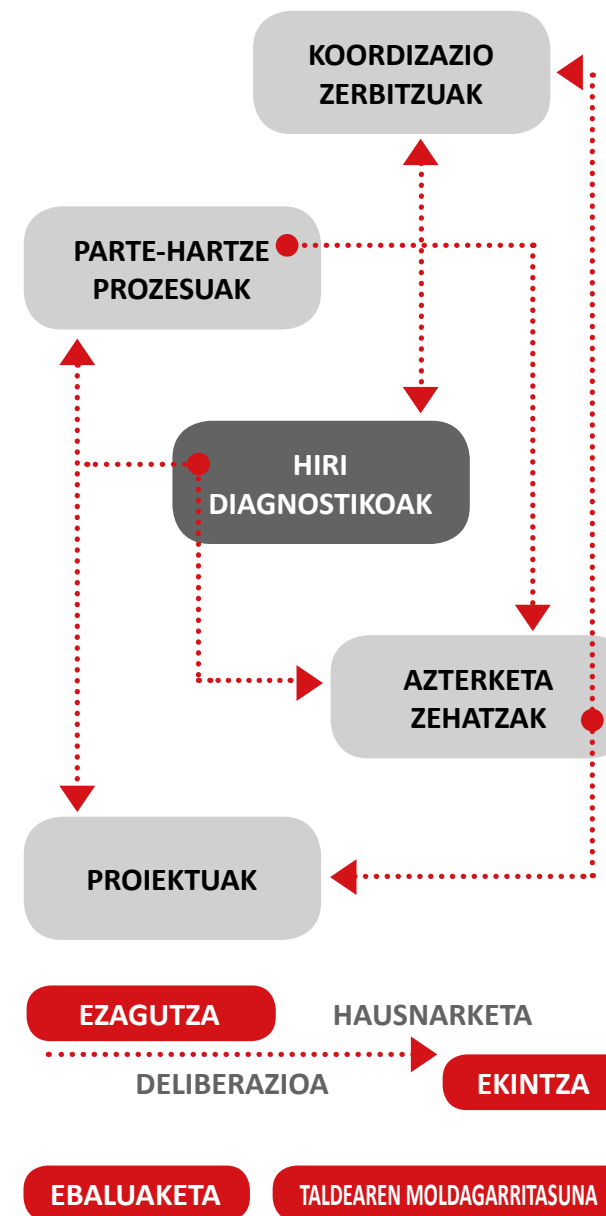 KOORDIZAZIO
ZERBITZUAK
PARTE-HARTZE
PROZESUAK
HIRI
DIAGNOSTIKOAK
AZTERKETA
ZEHATZAK
PROIEKTUAK
EZAGUTZA
HAUSNARKETA
DELIBERAZIOA
EKINTZA
EBALUAKETA
TALDEAREN MOLDAGARRITASUNA